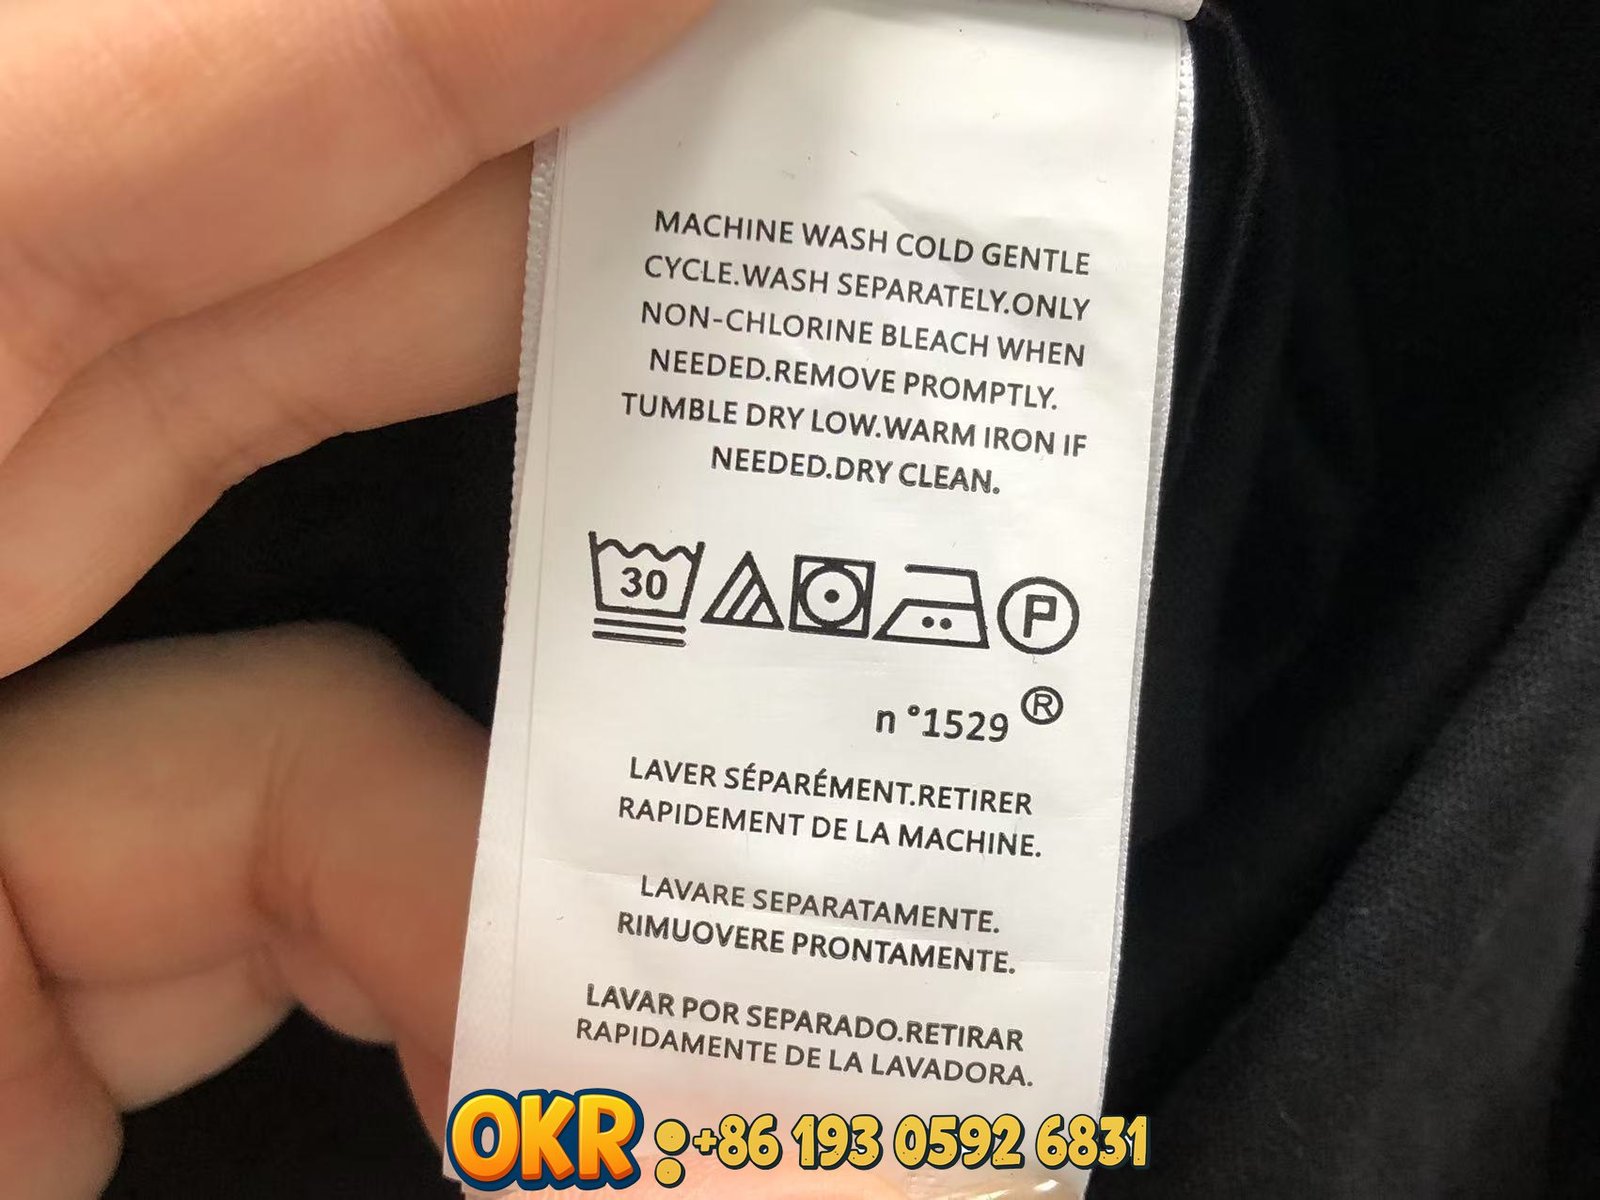 MACHINE WASH COLD GENTLE
CYCLE.WASH SEPARATELY.ONLY
NON-CHLORINE BLEACH WHEN
NEEDED.REMOVE PROMPTLY.
TUMBLE DRY LOW.WARM IRON IF
NEEDED.DRY CLEAN.
30 P
n°1529®
LAVER SÉPARÉMENT.RETIRER
RAPIDEMENT DE LA MACHINE.
LAVARE SEPARATAMENTE.
RIMUOVERE PRONTAMENTE.
LAVAR POR SEPARADO.RETIRAR
RAPIDAMENTE DE LA LAVADORA.
OKR:+86 193 0592 6831